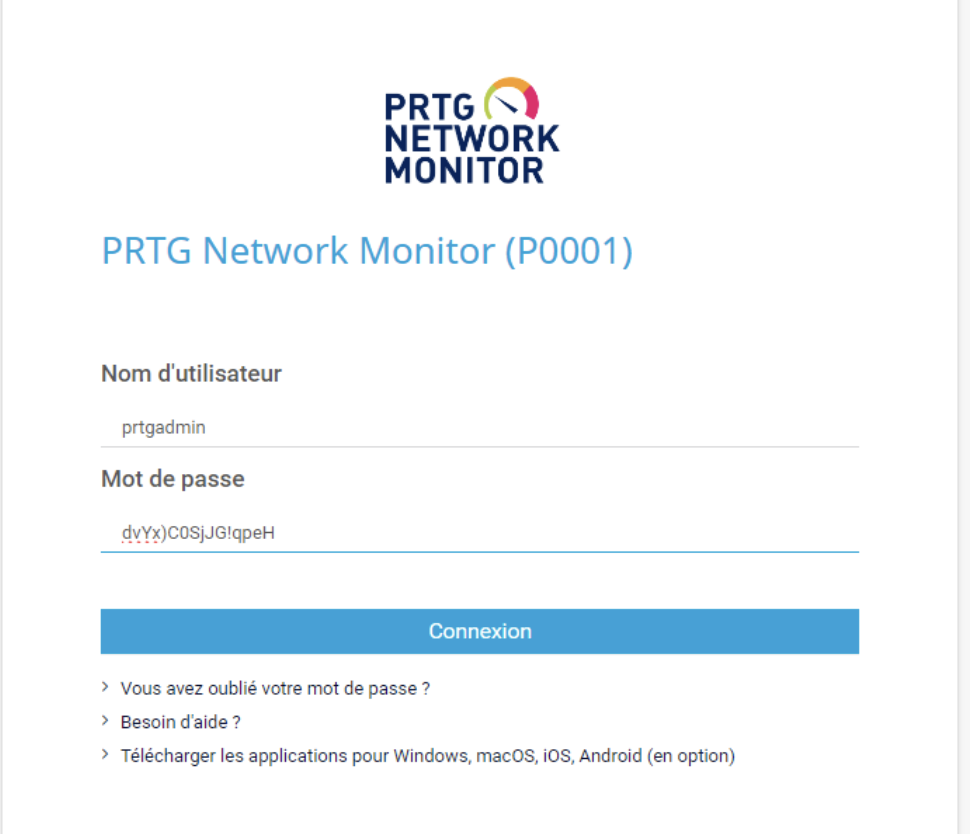 PRTG
NETWORK
MONITOR
PRTG Network Monitor (P0001)
Nom d'utilisateur
prtgadmin
Mot de passe
dvYx)C0SjJG!qpeH
Connexion
Vous avez oublié votre mot de passe ?
Besoin d'aide ?
Télécharger les applications pour Windows, macOS, iOS, Android (en option)